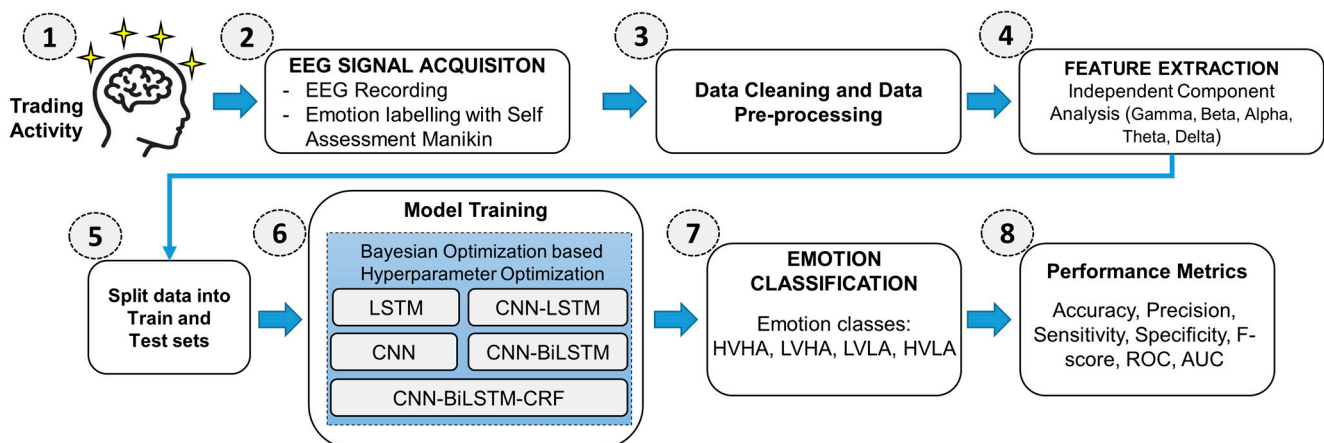 1
Trading
Activity
2
EEG SIGNAL ACQUISITON
- EEG Recording
- Emotion labelling with Self
Assessment Manikin
3
Data Cleaning and Data
Pre-processing
4
FEATURE EXTRACTION
Independent Component
Analysis (Gamma, Beta, Alpha,
Theta, Delta)
5
Split data into
Train and
Test sets
6
Model Training
Bayesian Optimization based
Hyperparameter Optimization
LSTM
CNN-LSTM
CNN
CNN-BiLSTM
CNN-BiLSTM-CRF
7
EMOTION
CLASSIFICATION
Emotion classes:
HVHA, LVHA, LVLA, HVLA
8
Performance Metrics
Accuracy, Precision,
Sensitivity, Specificity, F-
score, ROC, AUC